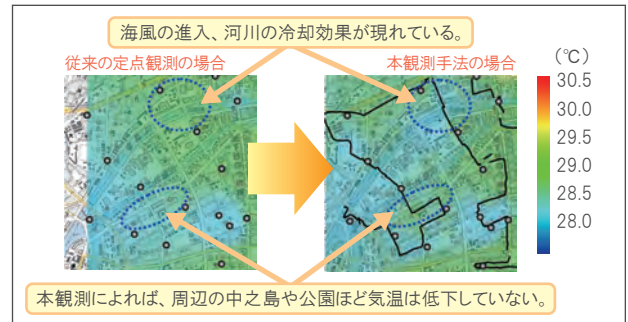 海風の進入、河川の冷却効果が現れている。
従来の定点観測の場合
本観測手法の場合
（℃）
30.5
30.0
29.5
29.0
28.5
28.0
本観測によれば、周辺の中之島や公園ほど気温は低下していない。